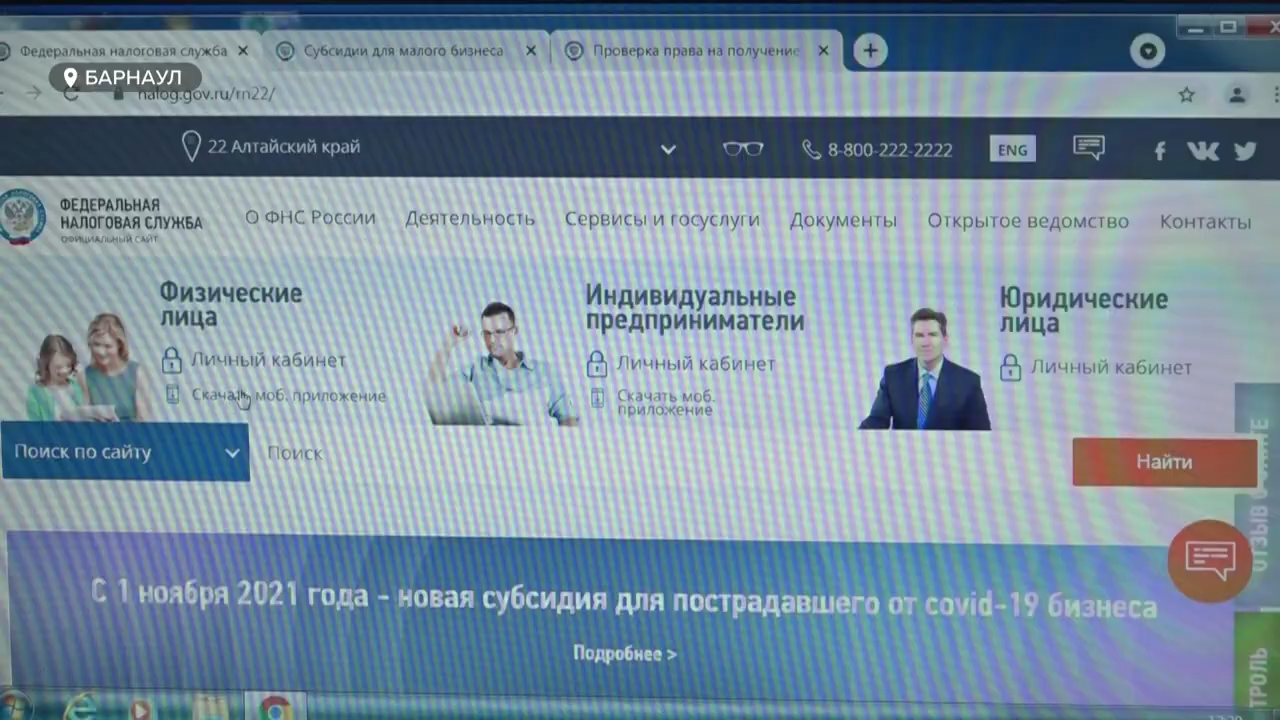 Федеральная налоговая служба
Субсидии для малого бизнеса
Проверка права на получение
БАРНАУЛ
nalog.gov.ru/rn22/
22 Алтайский край
8-800-222-2222
ENG
ФЕДЕРАЛЬНАЯ
НАЛОГОВАЯ СЛУЖБА
ОФИЦИАЛЬНЫЙ САЙТ
О ФНС России
Деятельность
Сервисы и госуслуги
Документы
Открытое ведомство
Контакты
Физические
лица
Личный кабинет
Скачать моб. приложение
Индивидуальные
предприниматели
Личный кабинет
Скачать моб.
приложение
Юридические
лица
Личный кабинет
Поиск по сайту
Поиск
Найти
ОТЗЫВ О
С 1 ноября 2021 года - новая субсидия для пострадавшего от covid-19 бизнеса
Подробнее >
ТРОЛЬ